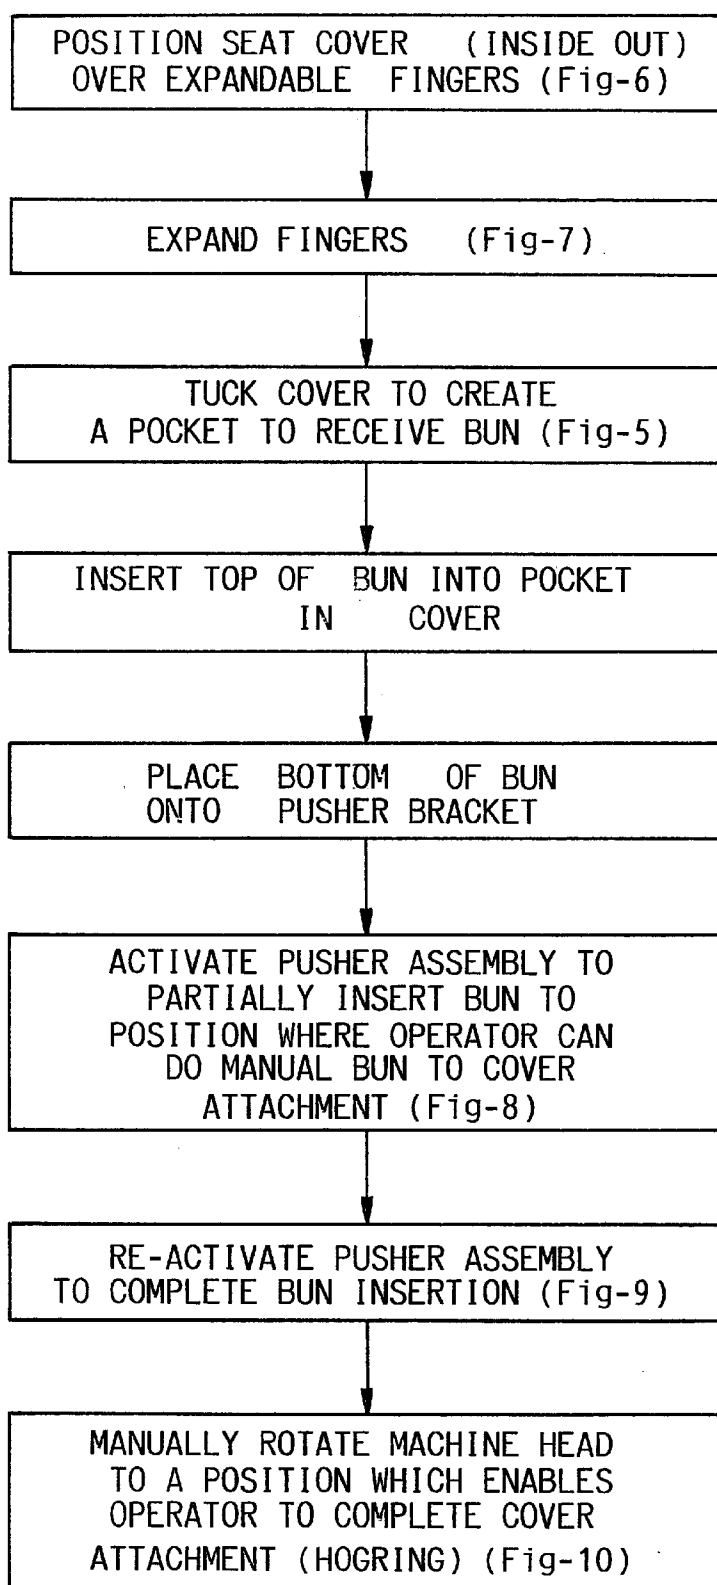 POSITION SEAT COVER (INSIDE OUT)
OVER EXPANDABLE FINGERS (Fig-6)
EXPAND FINGERS (Fig-7)
TUCK COVER TO CREATE
A POCKET TO RECEIVE BUN (Fig-5)
INSERT TOP OF BUN INTO POCKET
IN COVER
PLACE BOTTOM OF BUN
ONTO PUSHER BRACKET
ACTIVATE PUSHER ASSEMBLY TO
PARTIALLY INSERT BUN TO
POSITION WHERE OPERATOR CAN
DO MANUAL BUN TO COVER
ATTACHMENT (Fig-8)
RE-ACTIVATE PUSHER ASSEMBLY
TO COMPLETE BUN INSERTION (Fig-9)
MANUALLY ROTATE MACHINE HEAD
TO A POSITION WHICH ENABLES
OPERATOR TO COMPLETE COVER
ATTACHMENT (HOGRING) (Fig-10)